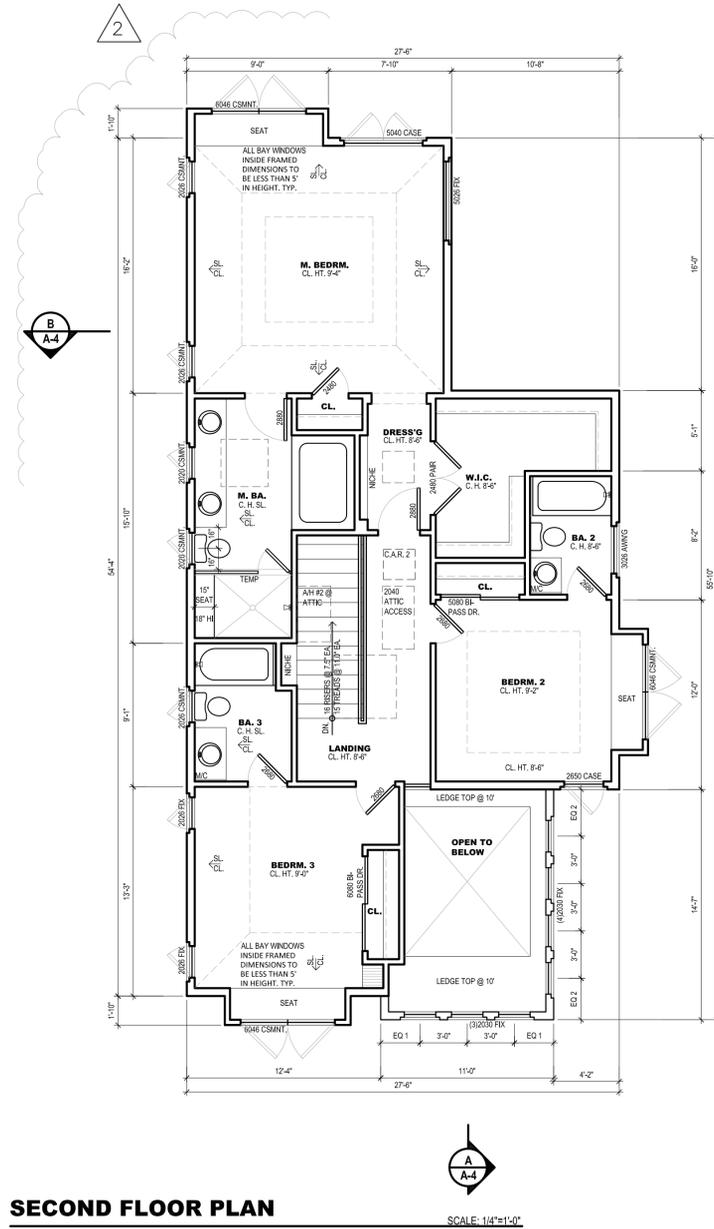 2
27'-6"
9'-0"
7'-10"
10'-8"
6046 CSMNT.
SEAT
5040 CASE
1'-10"
ALL BAY WINDOWS
INSIDE FRAMED
DIMENSIONS TO
BE LESS THAN 5'
IN HEIGHT. TYP.
SL.
CL.
2026 CSMNT.
5026 FIX
16'-2"
16'-0"
SL.
CL.
M. BEDRM.
CL. HT. 9'-4"
SL.
CL.
B
A-4
2026 CSMNT.
SL.
CL.
2480
CL.
2880
DRESS'G
CL. HT. 8'-6"
5'-1"
NICHE
2480 PAIR
W.I.C.
C. H. 8'-6"
2020 CSMNT.
M. BA.
C. H. SL.
SL.
CL.
2880
15'-10"
54'-4"
16"
16"
2020 CSMNT.
BA. 2
C. H. 8'-6"
3026 AWN'G
8'-2"
55'-10"
TEMP
C.A.R. 2
M/C
2680
CL.
15"
SEAT
18" HI
A/H #2 @
ATTIC
2040
ATTIC
ACCESS
5080 BI-
PASS DR.
2680
NICHE
DN. 16 RISERS @ 7.5" EA.
15 TREADS @ 11.0" EA.
BEDRM. 2
CL. HT. 9'-2"
SEAT
6046 CSMNT.
12'-0"
2026 CSMNT.
9'-1"
BA. 3
C. H. SL.
SL.
CL.
M/C
2680
LANDING
CL. HT. 8'-6"
CL. HT. 8'-6"
2650 CASE
2680
LEDGE TOP @ 10'
EQ 2
2026 FIX
SL.
CL.
BEDRM. 3
CL. HT. 9'-0"
6080 BI-
PASS DR.
CL.
OPEN TO
BELOW
3'-0"
3'-0"
(4)2030 FIX
3'-0"
EQ 2
13'-3"
14'-7"
2026 FIX
ALL BAY WINDOWS
INSIDE FRAMED
DIMENSIONS TO
BE LESS THAN 5'
IN HEIGHT. TYP.
SL.
CL.
LEDGE TOP @ 10'
SEAT
1'-10"
6046 CSMNT.
(3)2030 FIX
EQ 1
3'-0"
3'-0"
EQ 1
12'-4"
11'-0"
4'-2"
27'-6"
A
A-4
SECOND FLOOR PLAN
SCALE: 1/4"=1'-0"